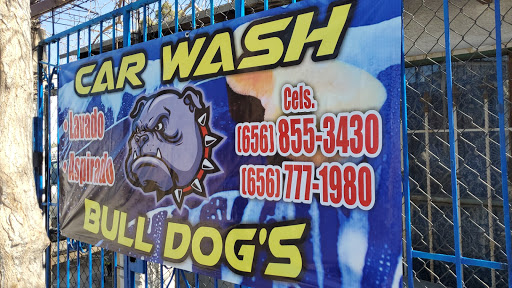 CAR WASH
• Lavado
• Aspirado
Cels.
(656) 855-3430
(656) 777-1980
BULL DOG'S